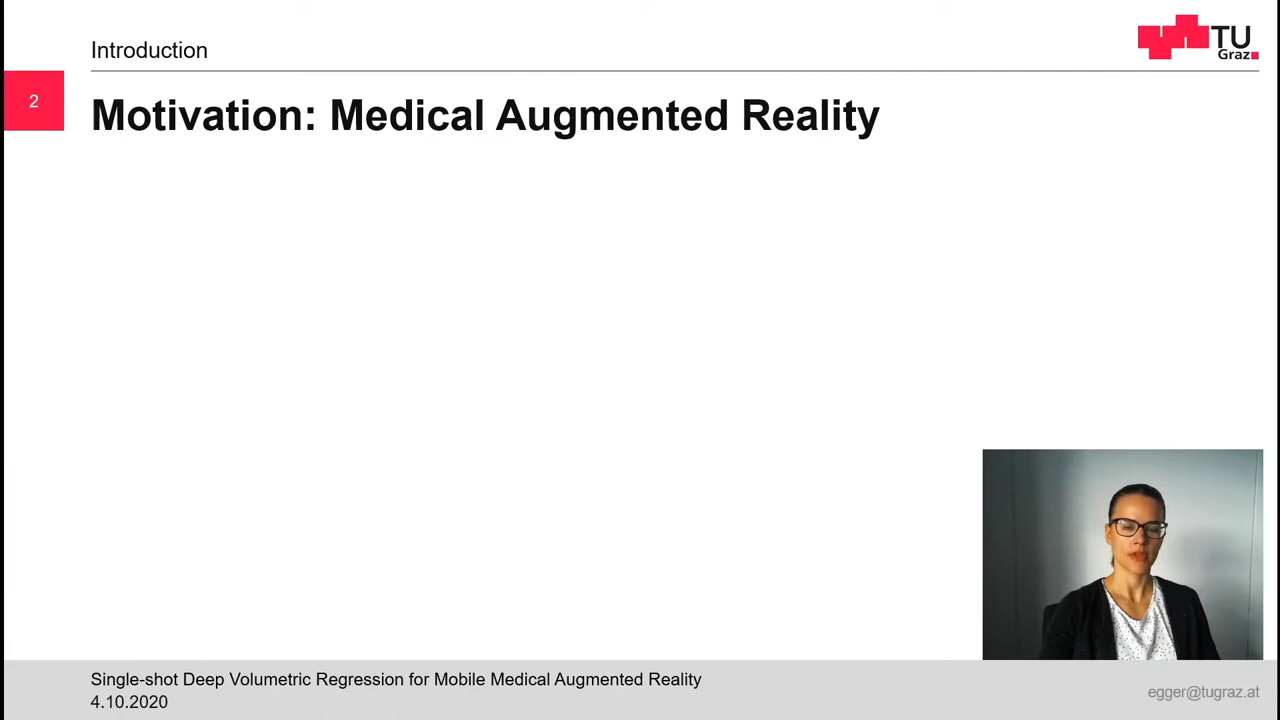 Introduction
TU
Graz
2
Motivation: Medical Augmented Reality
Single-shot Deep Volumetric Regression for Mobile Medical Augmented Reality
4.10.2020
egger@tugraz.at